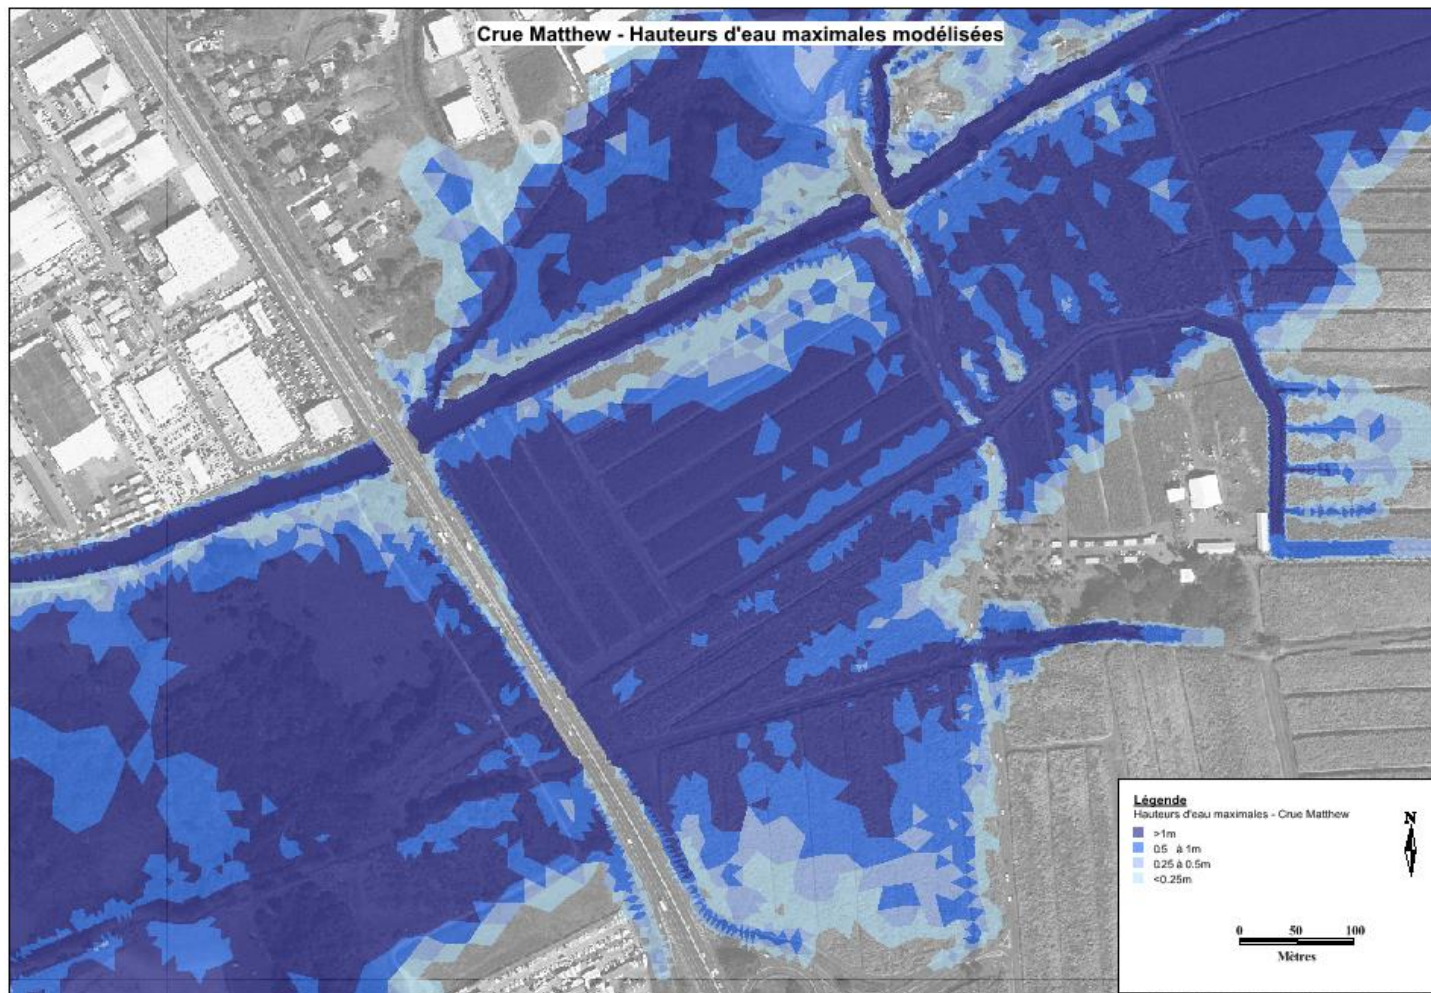 Crue Matthew - Hauteurs d'eau maximales modélisées
Légende
Hauteurs d'eau maximales - Crue Matthew
>1m
0.5 à 1m
0.25 à 0.5m
<0.25m
N
0 50 100
Mètres